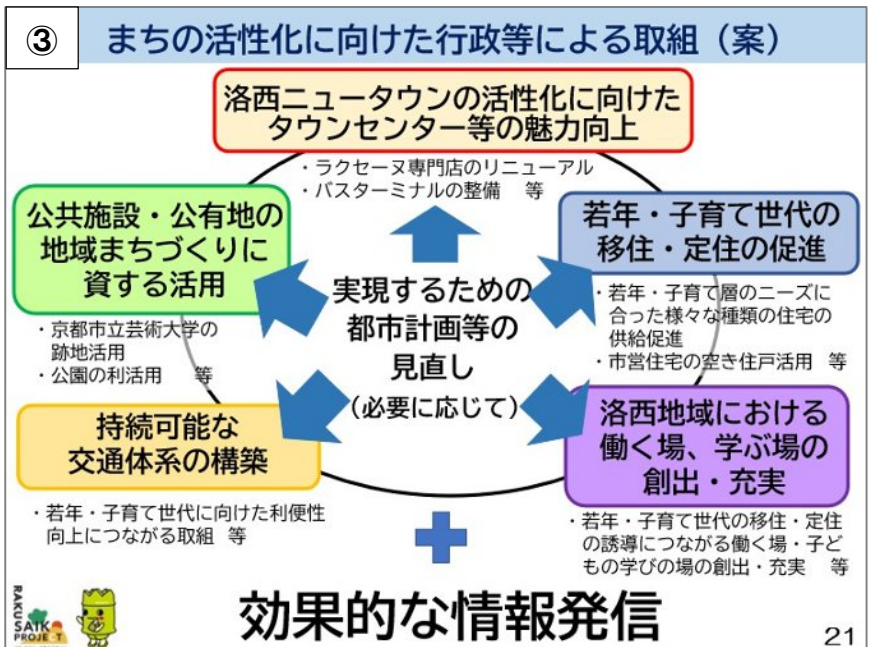 ③
まちの活性化に向けた行政等による取組（案）
洛西ニュータウンの活性化に向けた
タウンセンター等の魅力向上
・ラクセーヌ専門店のリニューアル
・バスターミナルの整備　等
公共施設・公有地の
地域まちづくりに
資する活用
・京都市立芸術大学の
跡地活用
・公園の利活用　　等
若年・子育て世代の
移住・定住の促進
・若年・子育て層のニーズに
合った様々な種類の住宅の
供給促進
・市営住宅の空き住戸活用　等
実現するための
都市計画等の
見直し
（必要に応じて）
持続可能な
交通体系の構築
・若年・子育て世代に向けた利便性
向上につながる取組　等
洛西地域における
働く場、学ぶ場の
創出・充実
・若年・子育て世代の移住・定住
の誘導につながる働く場・子ど
もの学びの場の創出・充実　等
効果的な情報発信
RAKU
SAIKO
PROJECT
21